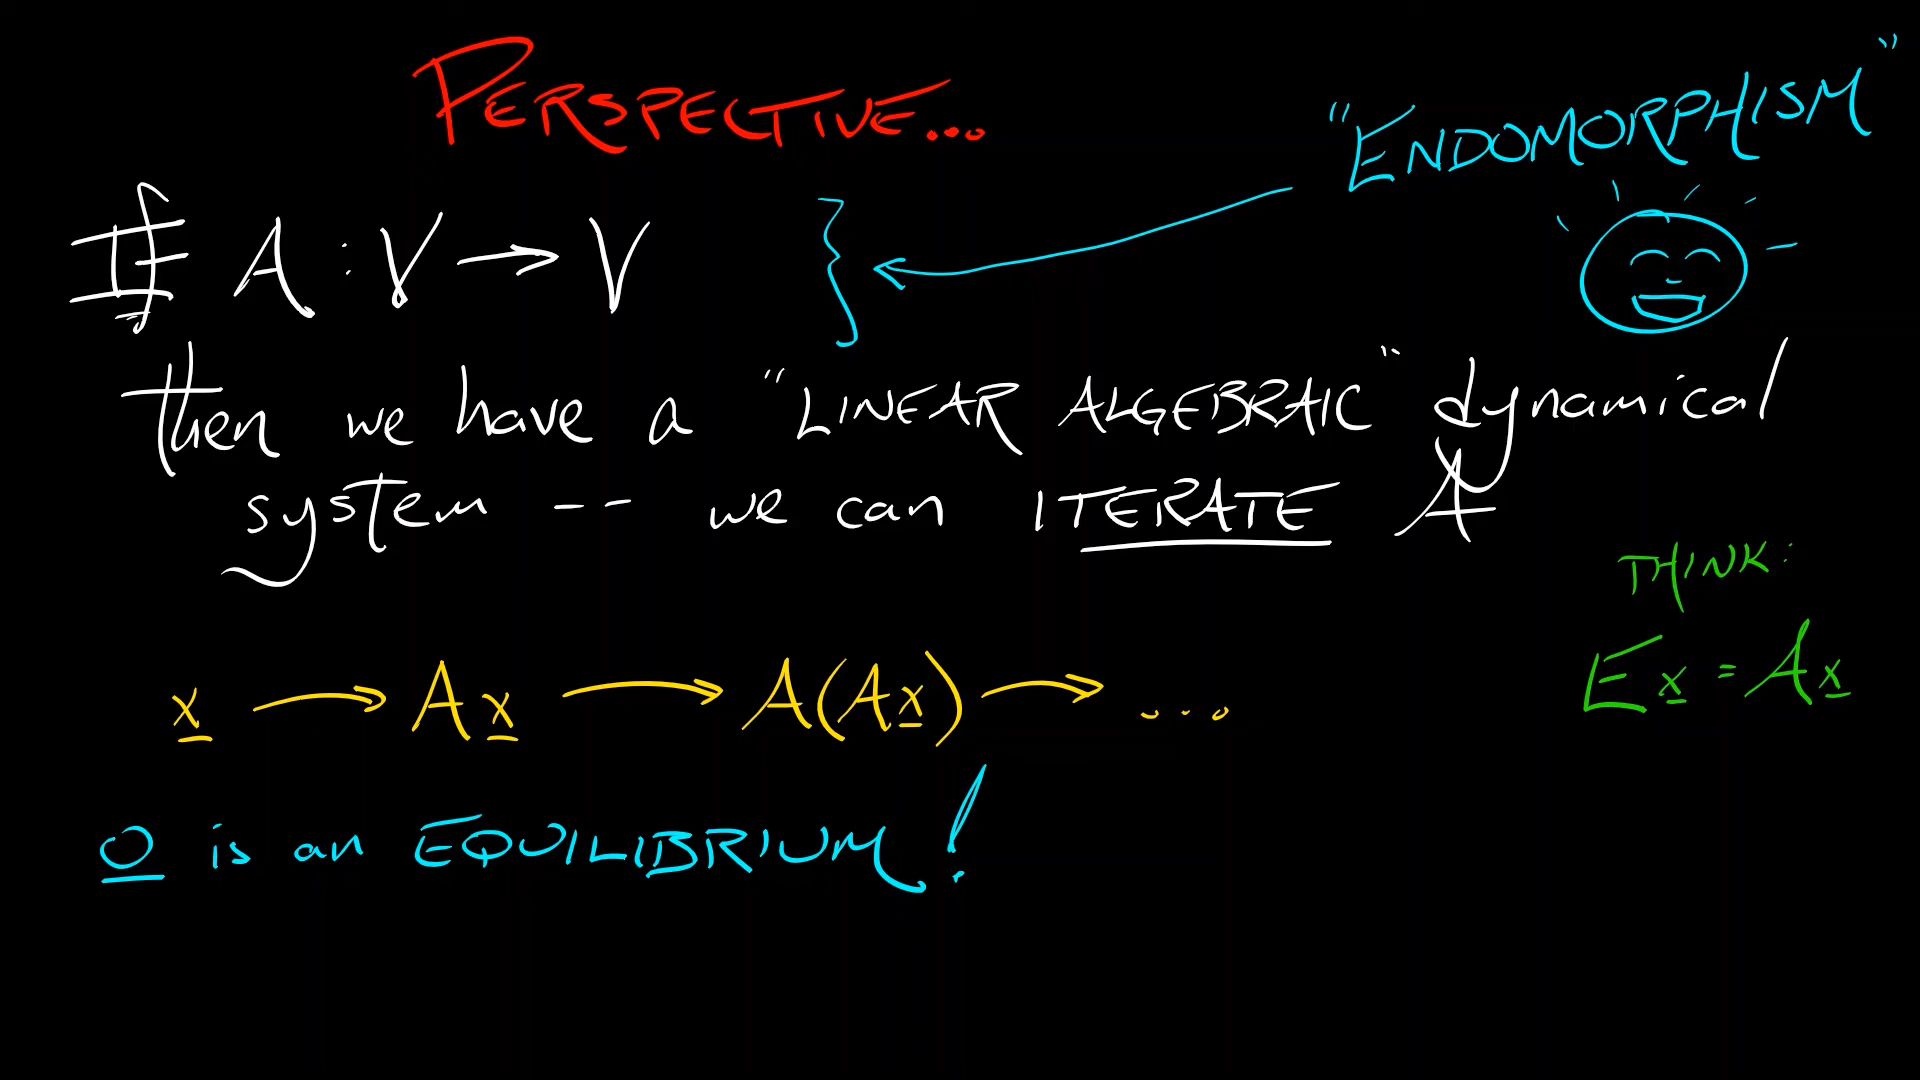 PERSPECTIVE...
"ENDOMORPHISM"
If A : V → V
then we have a "LINEAR ALGEBRAIC" dynamical
system -- we can ITERATE A
THINK:
Ex = Ax
x → Ax → A(Ax) → ...
0 is an EQUILIBRIUM!